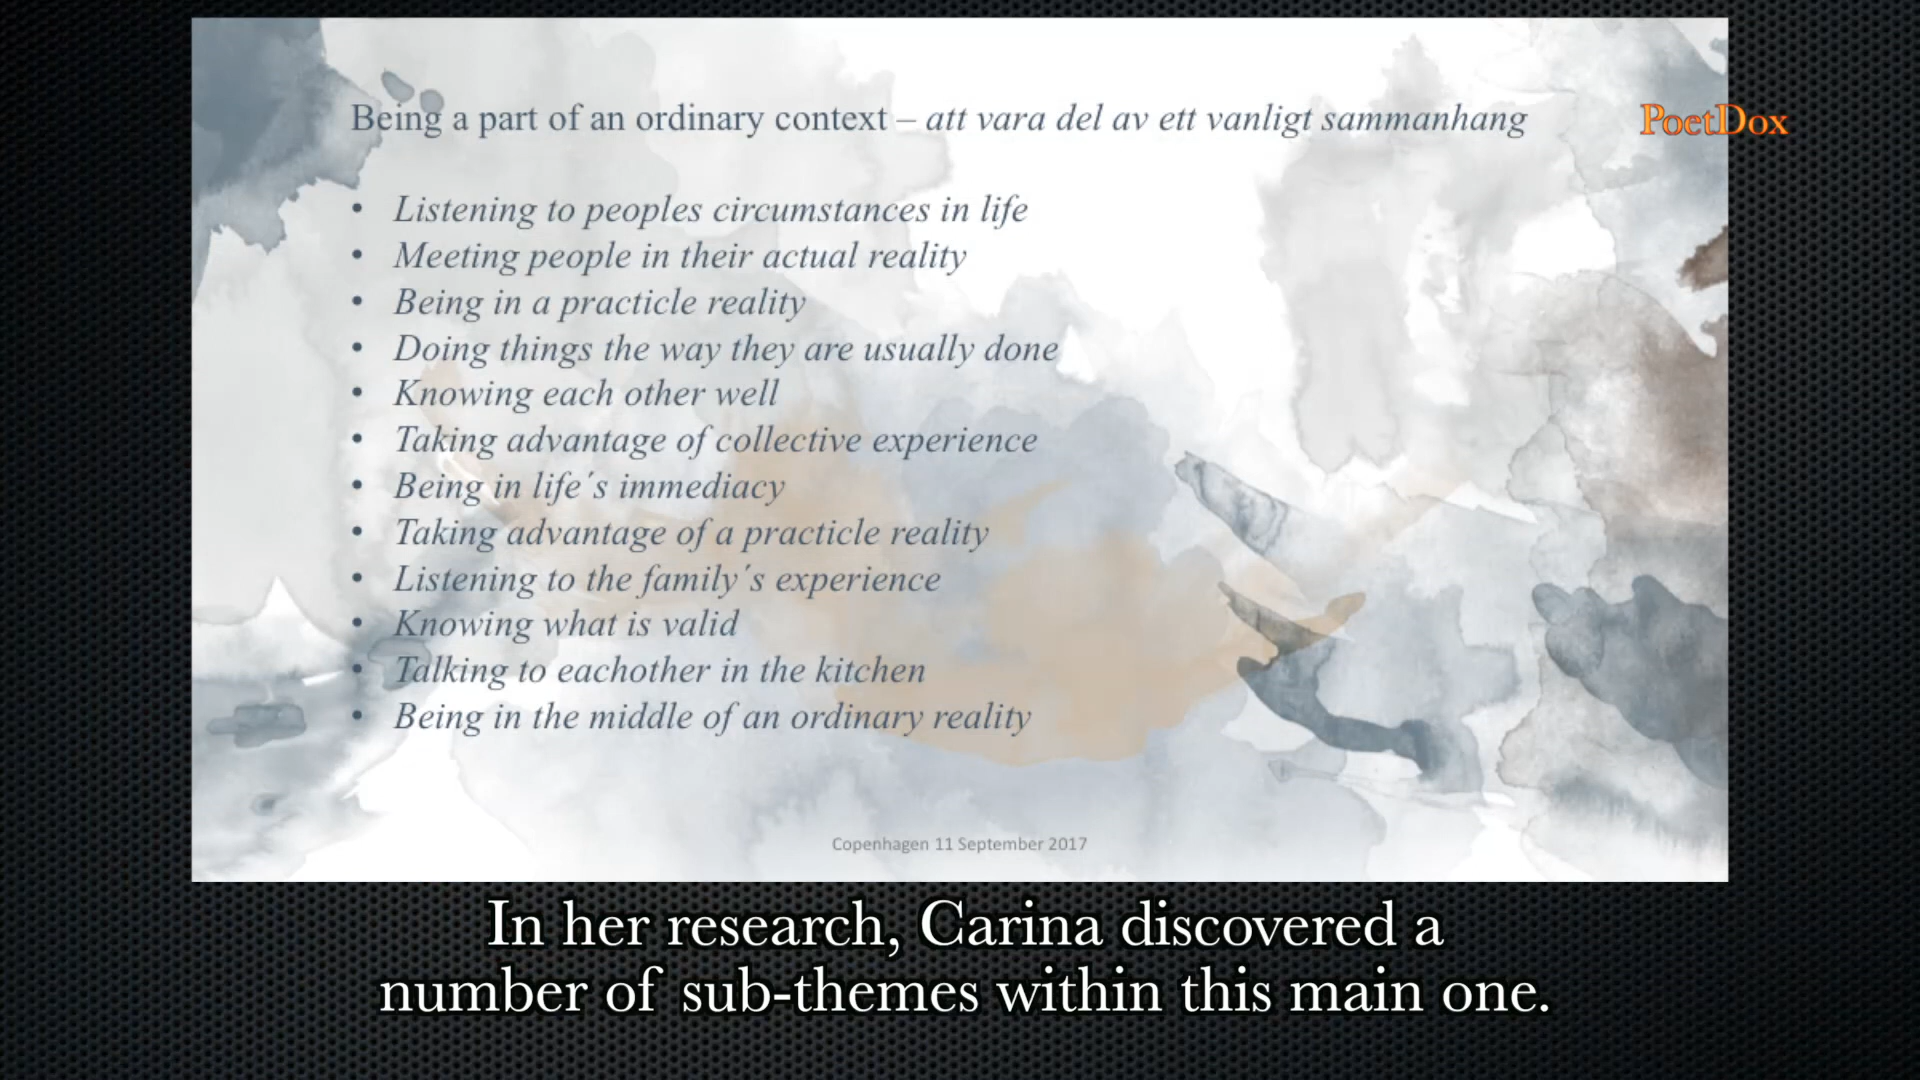 Being a part of an ordinary context – att vara del av ett vanligt sammanhang
PoetDox
• Listening to peoples circumstances in life
• Meeting people in their actual reality
• Being in a practicle reality
• Doing things the way they are usually done
• Knowing each other well
• Taking advantage of collective experience
• Being in life´s immediacy
• Taking advantage of a practicle reality
• Listening to the family´s experience
• Knowing what is valid
• Talking to eachother in the kitchen
• Being in the middle of an ordinary reality
Copenhagen 11 September 2017
In her research, Carina discovered a
number of sub-themes within this main one.